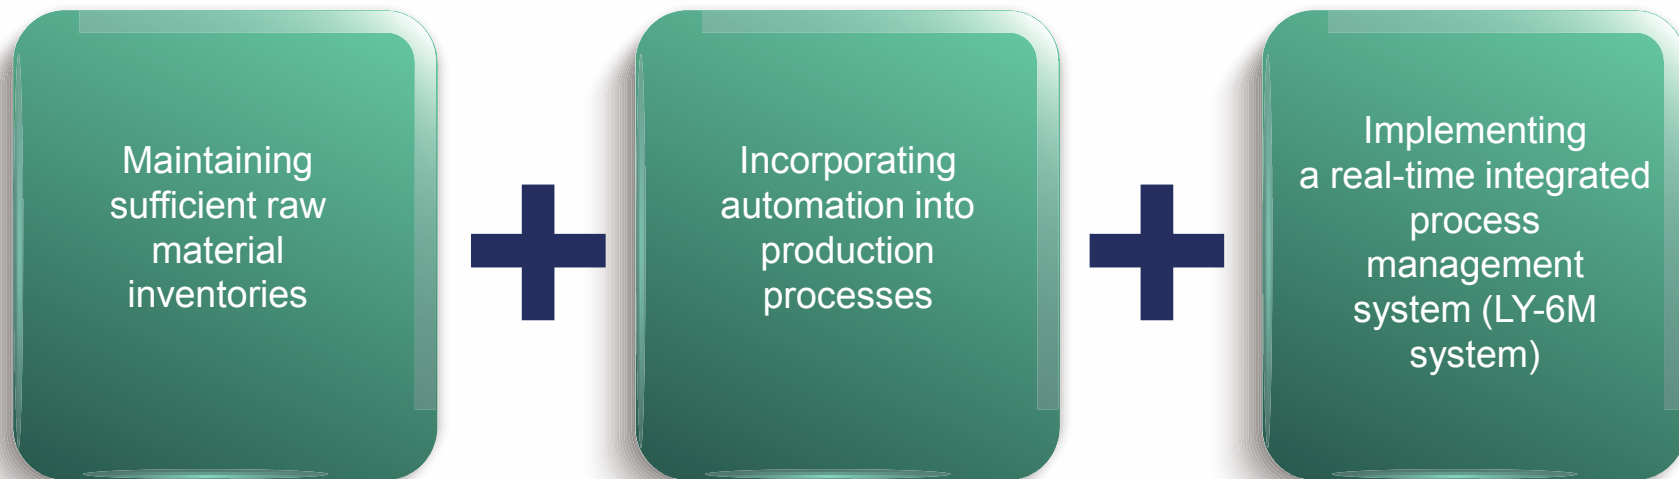 Maintaining
sufficient raw
material
inventories
Incorporating
automation into
production
processes
Implementing
a real-time integrated
process
management
system (LY-6M
system)